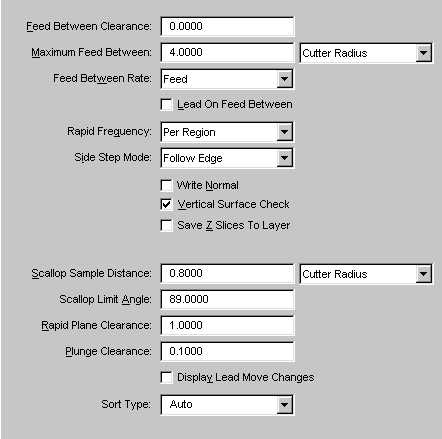 Feed Between Clearance: 0.0000
Maximum Feed Between: 4.0000 Cutter Radius
Feed Between Rate: Feed
Lead On Feed Between
Rapid Frequency: Per Region
Side Step Mode: Follow Edge
Write Normal
Vertical Surface Check
Save Z Slices To Layer
Scallop Sample Distance: 0.8000 Cutter Radius
Scallop Limit Angle: 89.0000
Rapid Plane Clearance: 1.0000
Plunge Clearance: 0.1000
Display Lead Move Changes
Sort Type: Auto